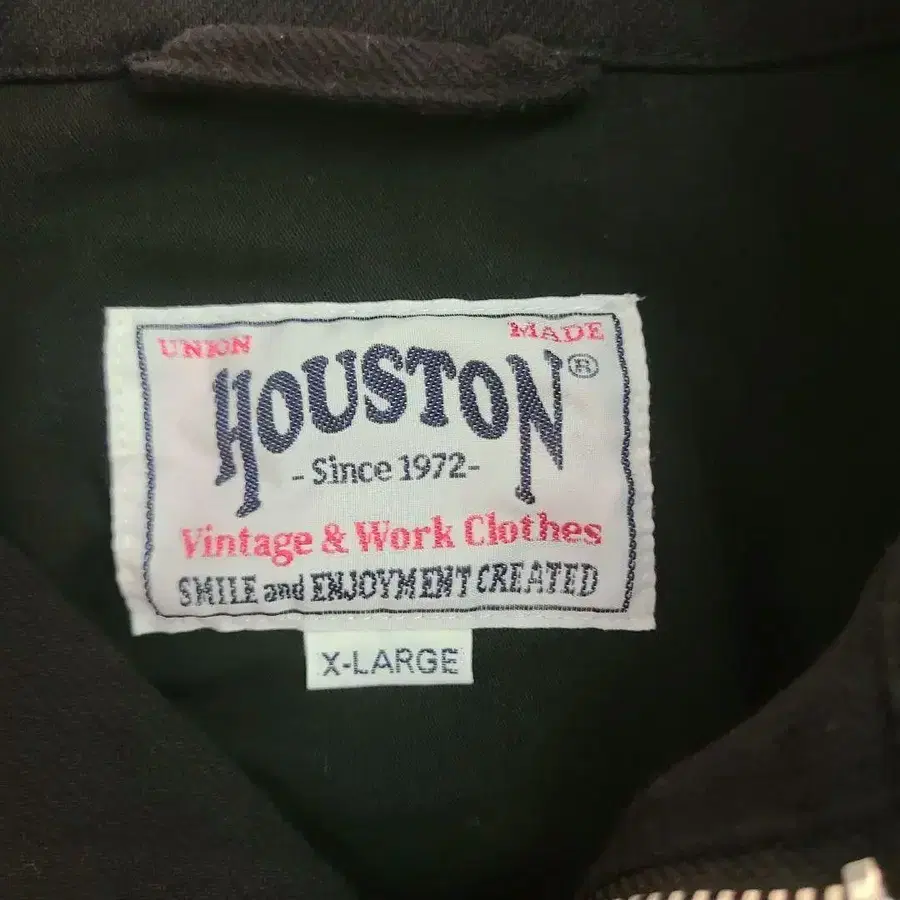 UNION MADE
HOUSTON®
- Since 1972-
Vintage & Work Clothes
SMILE and ENJOYMENT CREATED
X-LARGE